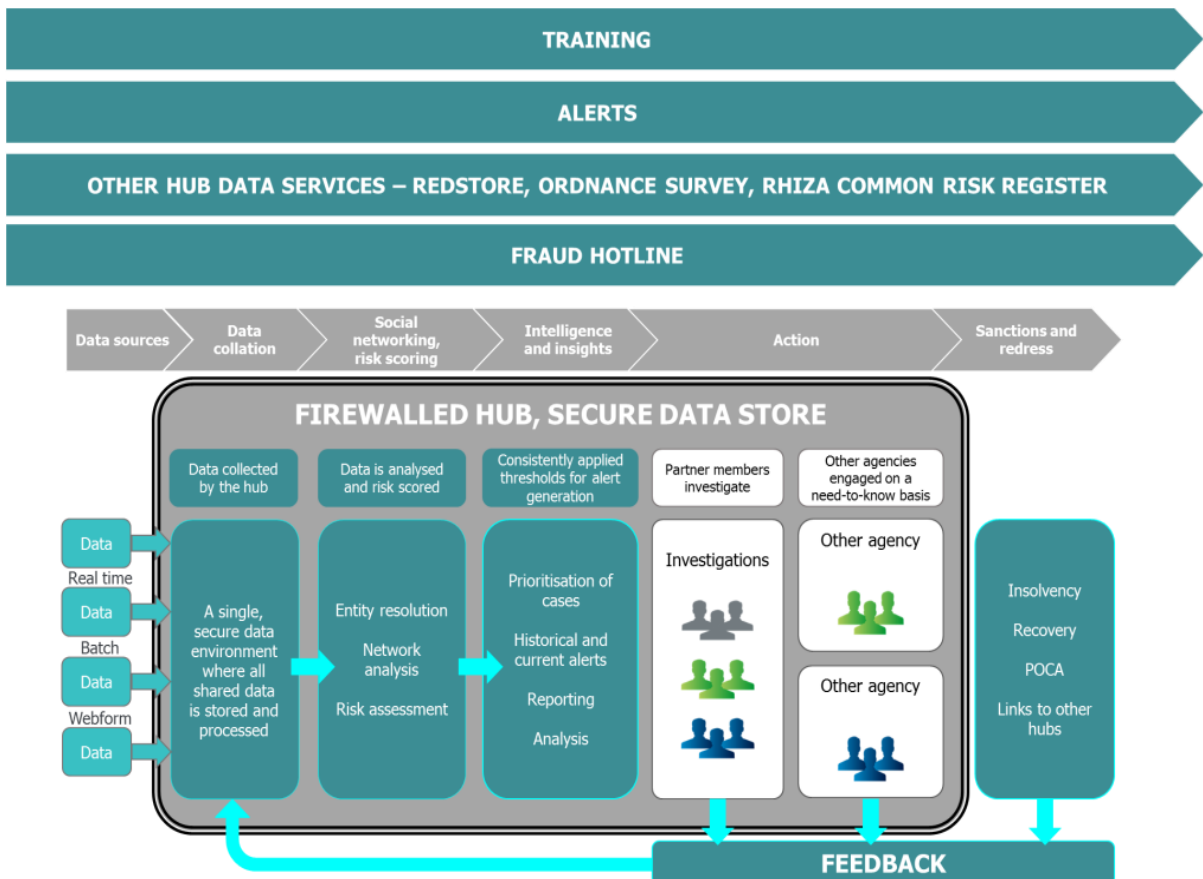 TRAINING
ALERTS
OTHER HUB DATA SERVICES – REDSTORE, ORDNANCE SURVEY, RHIZA COMMON RISK REGISTER
FRAUD HOTLINE
Data sources
Data
collation
Social
networking,
risk scoring
Intelligence
and insights
Action
Sanctions and
redress
FIREWALLED HUB, SECURE DATA STORE
Data collected
by the hub
Data is analysed
and risk scored
Consistently applied
thresholds for alert
generation
Partner members
investigate
Other agencies
engaged on a
need-to-know basis
Data
Real time
Data
Batch
Data
Webform
Data
A single,
secure data
environment
where all
shared data
is stored and
processed
Entity resolution
Network
analysis
Risk assessment
Prioritisation of
cases
Historical and
current alerts
Reporting
Analysis
Investigations
Other agency
Other agency
Insolvency
Recovery
POCA
Links to other
hubs
FEEDBACK